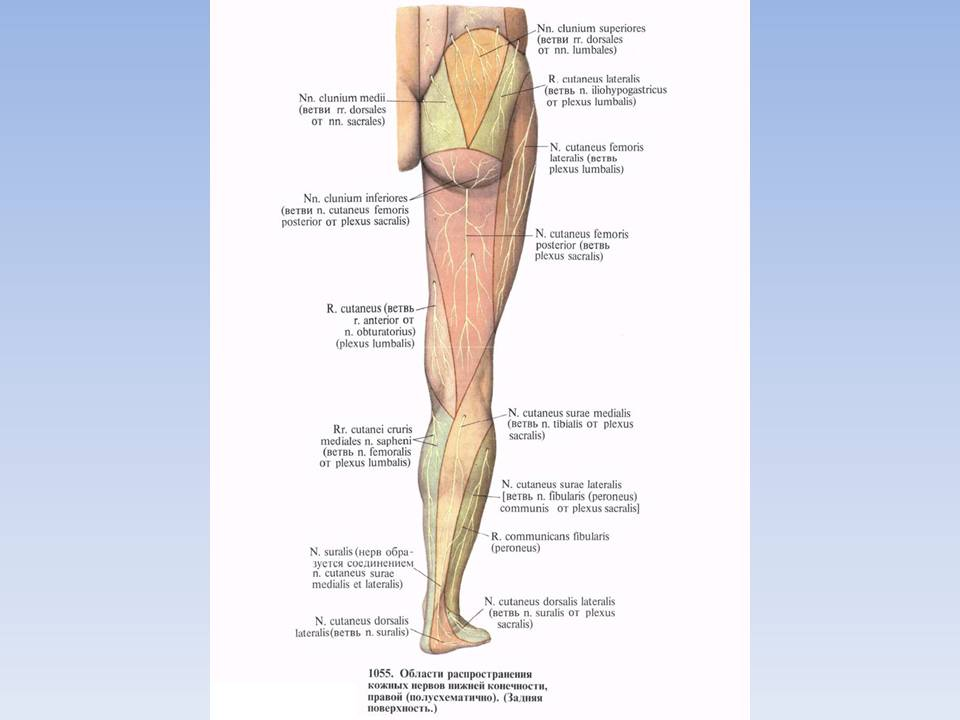 Nn. clunium superiores
(ветви rr. dorsales
от nn. lumbales)
R. cutaneus lateralis
(ветвь n. iliohypogastricus
от plexus lumbalis)
Nn. clunium medii
(ветви rr. dorsales
от nn. sacrales)
N. cutaneus femoris
lateralis (ветвь
plexus lumbalis)
Nn. clunium inferiores
(ветви n. cutaneus femoris
posterior от plexus sacralis)
N. cutaneus femoris
posterior (ветвь
plexus sacralis)
R. cutaneus (ветвь
r. anterior от
n. obturatorius)
(plexus lumbalis)
N. cutaneus surae medialis
(ветвь n. tibialis от plexus
sacralis)
Rr. cutanei cruris
mediales n. sapheni
(ветвь n. femoralis
от plexus lumbalis)
N. cutaneus surae lateralis
[ветвь n. fibularis (peroneus)
communis от plexus sacralis]
R. communicans fibularis
(peroneus)
N. suralis (нерв обра-
зуется соединением
n. cutaneus surae
medialis et lateralis)
N. cutaneus dorsalis lateralis
(ветвь n. suralis от plexus
sacralis)
N. cutaneus dorsalis
lateralis(ветвь n. suralis)
1055. Области распространения
кожных нервов нижней конечности,
правой (полусхематично). (Задняя
поверхность.)